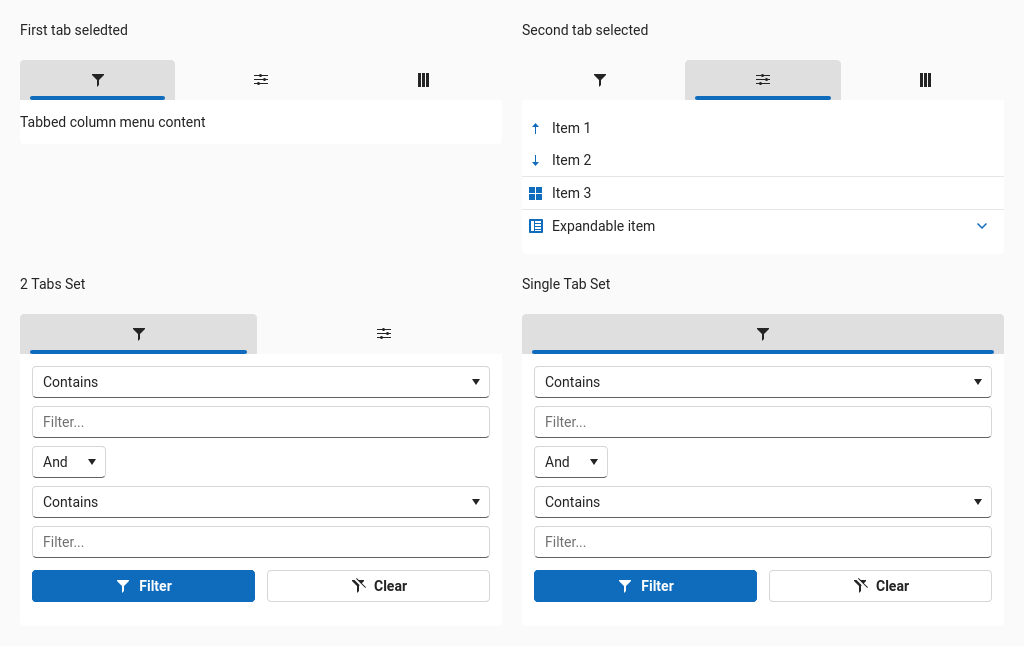 First tab seledted
Tabbed column menu content
Second tab selected
Item 1
Item 2
Item 3
Expandable item
2 Tabs Set
Contains
Filter...
And
Contains
Filter...
Filter
Clear
Single Tab Set
Contains
Filter...
And
Contains
Filter...
Filter
Clear